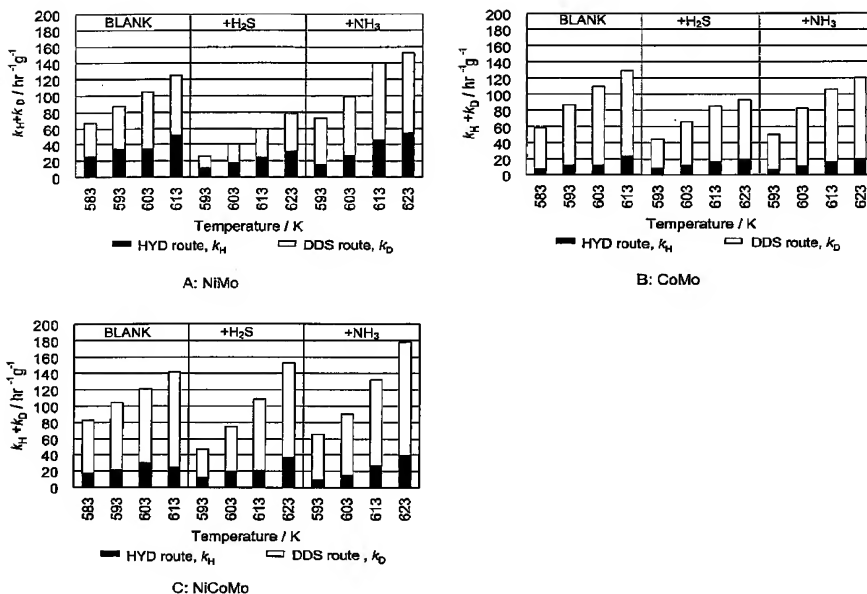 BLANK +H₂S +NH₃
200
180
160
140
120
100
80
60
40
20
0
k_H+k_D / hr⁻¹g⁻¹
583 593 603 613 593 603 613 623 593 603 613 623
Temperature / K
HYD route, k_H DDS route, k_D
A: NiMo
BLANK +H₂S +NH₃
200
180
160
140
120
100
80
60
40
20
0
k_H+k_D / hr⁻¹g⁻¹
583 593 603 613 593 603 613 623 593 603 613 623
Temperature / K
HYD route, k_H DDS route, k_D
B: CoMo
BLANK +H₂S +NH₃
200
180
160
140
120
100
80
60
40
20
0
k_H+k_D / hr⁻¹g⁻¹
583 593 603 613 593 603 613 623 593 603 613 623
Temperature / K
HYD route, k_H DDS route , k_D
C: NiCoMo